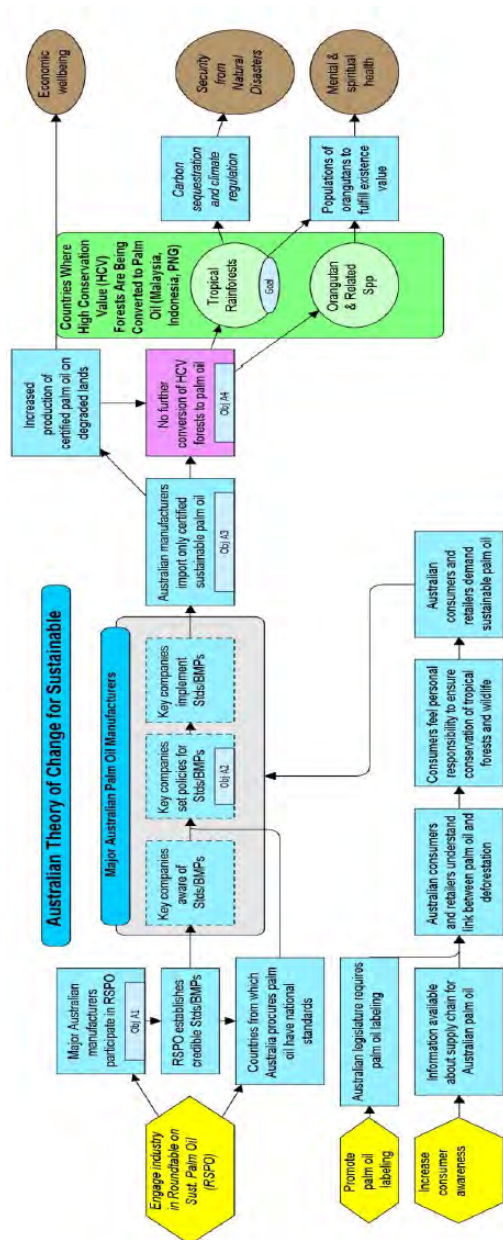 Australian Theory of Change for Sustainable
Engage industry
in Roundtable on
Sust. Palm Oil
(RSPO)
Major Australian
manufacturers
participate in RSPO
Obj A1
RSPO establishes
credible Stds/BMPs
Countries from which
Australia procures palm
oil have national
standards
Major Australian Palm Oil Manufacturers
Key companies
aware of
Stds/BMPs
Key companies
set policies for
Stds/BMPs
Obj A2
Key companies
implement
Stds/BMPs
Australian manufacturers
import only certified
sustainable palm oil
Obj A3
Increased
production of
certified palm oil on
degraded lands
No further
conversion of HCV
forests to palm oil
Obj A4
Countries Where
High Conservation
Value (HCV)
Forests Are Being
Converted to Palm
Oil (Malaysia,
Indonesia, PNG)
Tropical
Rainforests
Goal
Orangutan
& Related
Spp
Carbon
sequestration
and climate
regulation
Populations of
orangutans to
fulfill existence
value
Economic
wellbeing
Security
from
Natural
Disasters
Mental &
spiritual
health
Promote
palm oil
labeling
Australian legislature requires
palm oil labeling
Increase
consumer
awareness
Information available
about supply chain for
Australian palm oil
Australian consumers
and retailers understand
link between palm oil and
deforestation
Consumers feel personal
responsibility to ensure
conservation of tropical
forests and wildlife
Australian
consumers and
retailers demand
sustainable palm oil